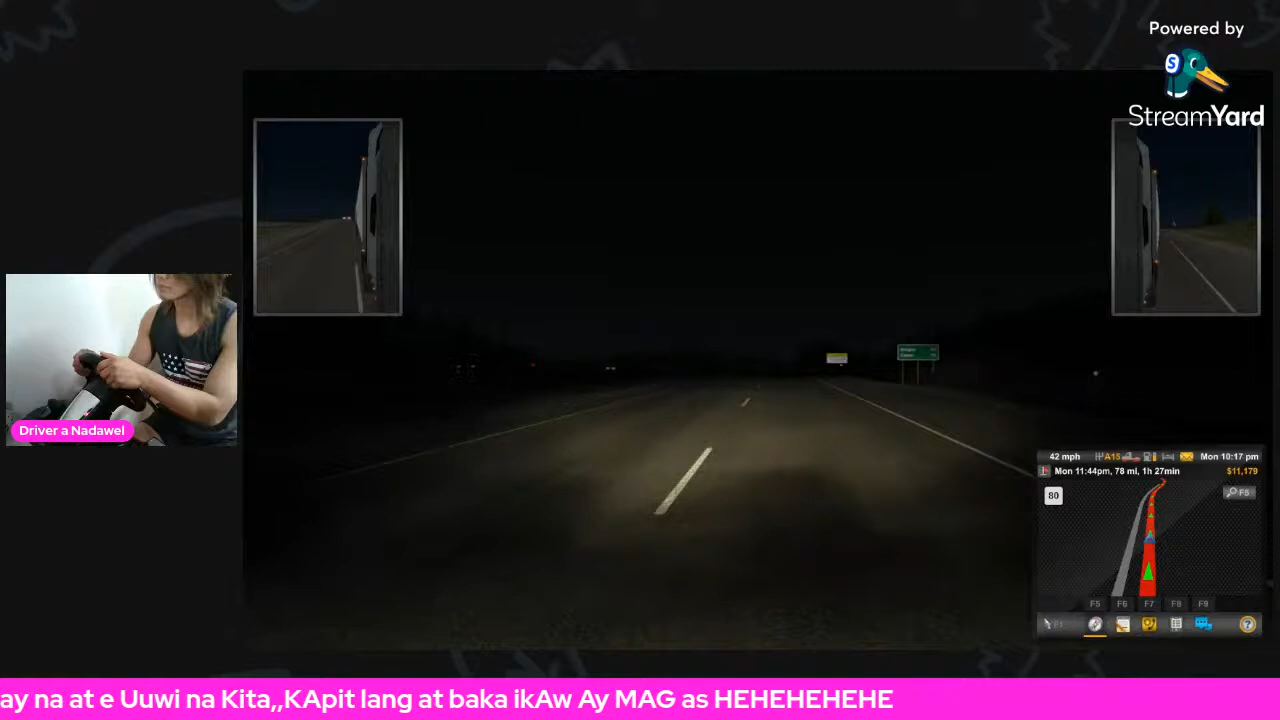 Powered by
StreamYard
Driver a Nadawel
42 mph
A15
Mon 10:17 pm
Mon 11:44pm, 78 mi, 1h 27min
$11,179
80
F5
F5 F6 F7 F8 F9
F1
?
ay na at e Uuwi na Kita,,KApit lang at baka ikAw Ay MAG as HEHEHEHEHE